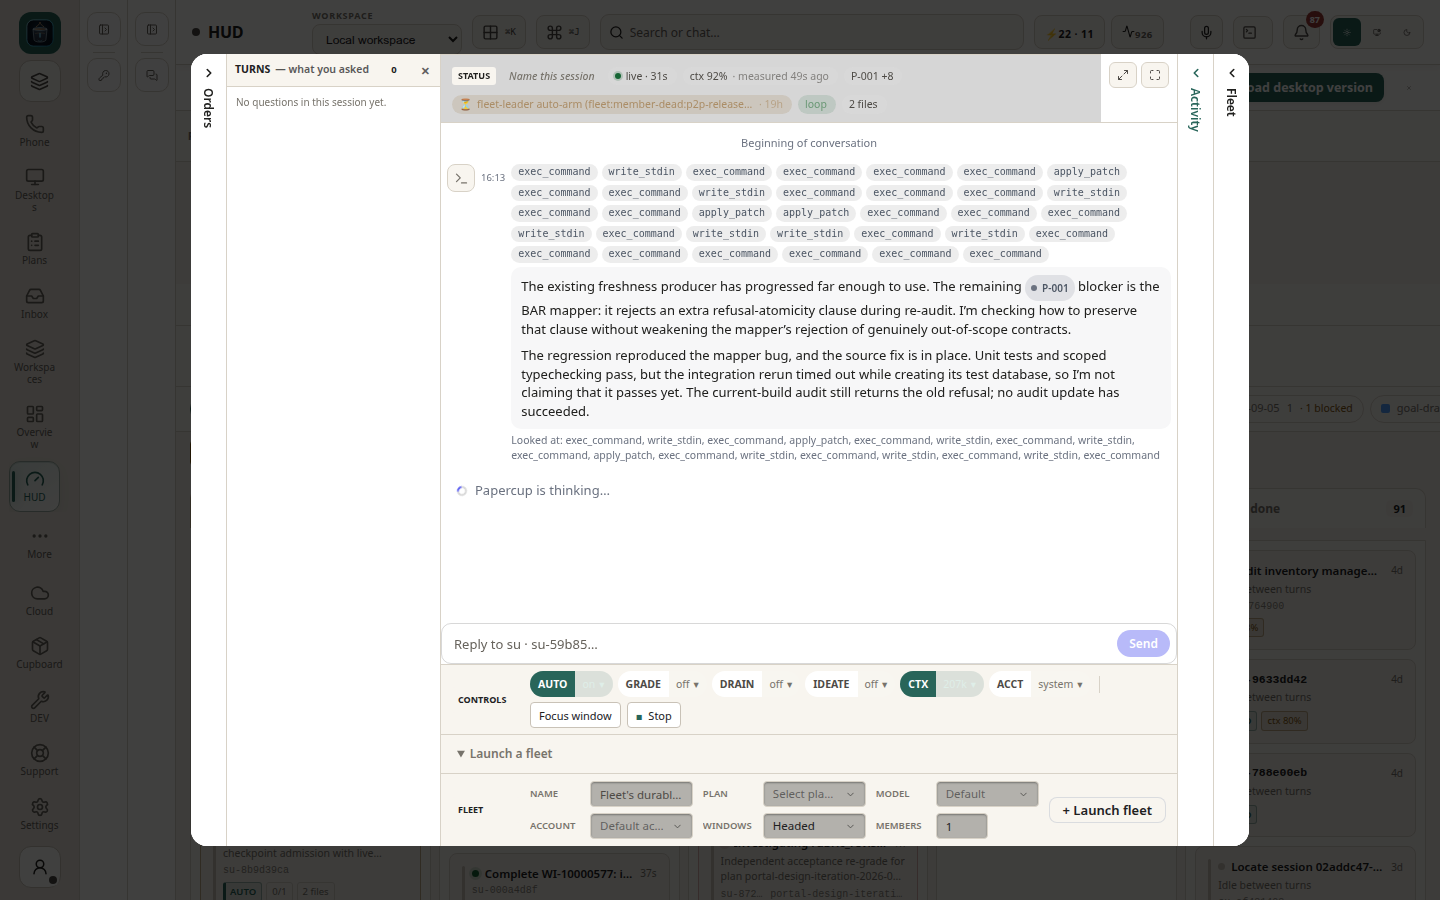 HUD
WORKSPACE
Local workspace
⌘K
⌘J
Search or chat...
⚡22 · 11
926
87
Phone
Desktop
s
Plans
Inbox
Workspa
ces
Overvie
w
HUD
More
Cloud
Cupboard
DEV
Support
Settings
Orders
TURNS — what you asked 0 ×
No questions in this session yet.
STATUS Name this session live · 31s ctx 92% · measured 49s ago P-001 +8
fleet-leader auto-arm (fleet:member-dead:p2p-release... · 19h loop 2 files
Activity
Fleet
Beginning of conversation
16:13 exec_command write_stdin exec_command exec_command exec_command exec_command apply_patch
exec_command exec_command write_stdin exec_command exec_command exec_command write_stdin
exec_command exec_command apply_patch apply_patch exec_command exec_command exec_command
write_stdin exec_command write_stdin write_stdin exec_command write_stdin exec_command
exec_command exec_command exec_command exec_command exec_command exec_command
The existing freshness producer has progressed far enough to use. The remaining P-001 blocker is the
BAR mapper: it rejects an extra refusal-atomicity clause during re-audit. I’m checking how to preserve
that clause without weakening the mapper’s rejection of genuinely out-of-scope contracts.
The regression reproduced the mapper bug, and the source fix is in place. Unit tests and scoped
typechecking pass, but the integration rerun timed out while creating its test database, so I’m not
claiming that it passes yet. The current-build audit still returns the old refusal; no audit update has
succeeded.
Looked at: exec_command, write_stdin, exec_command, apply_patch, exec_command, write_stdin, exec_command, write_stdin,
exec_command, apply_patch, exec_command, write_stdin, exec_command, write_stdin, exec_command, write_stdin, exec_command
Papercup is thinking...
Reply to su · su-59b85... Send
CONTROLS AUTO on ▾ GRADE off ▾ DRAIN off ▾ IDEATE off ▾ CTX ▾ ACCT system ▾
Focus window ■ Stop
▼ Launch a fleet
FLEET
NAME Fleet's durabl... PLAN Select pla... MODEL Default
ACCOUNT Default ac... WINDOWS Headed MEMBERS 1
+ Launch fleet
oad desktop version
09-05 1 · 1 blocked goal-dra
done 91
dit inventory manage... 4d
etween turns
764900
%
9633dd42 4d
etween turns
ctx 80%
788e00eb 4d
etween turns
Locate session 02addc47-... 3d
Idle between turns
checkpoint admission with live...
su-8b9d39ca
AUTO 0/1 2 files
Complete WI-10000577: i... 37s
su-000a4d8f
Independent acceptance re-grade for
plan portal-design-iteration-2026-0...
su-872... portal-design-iterati...